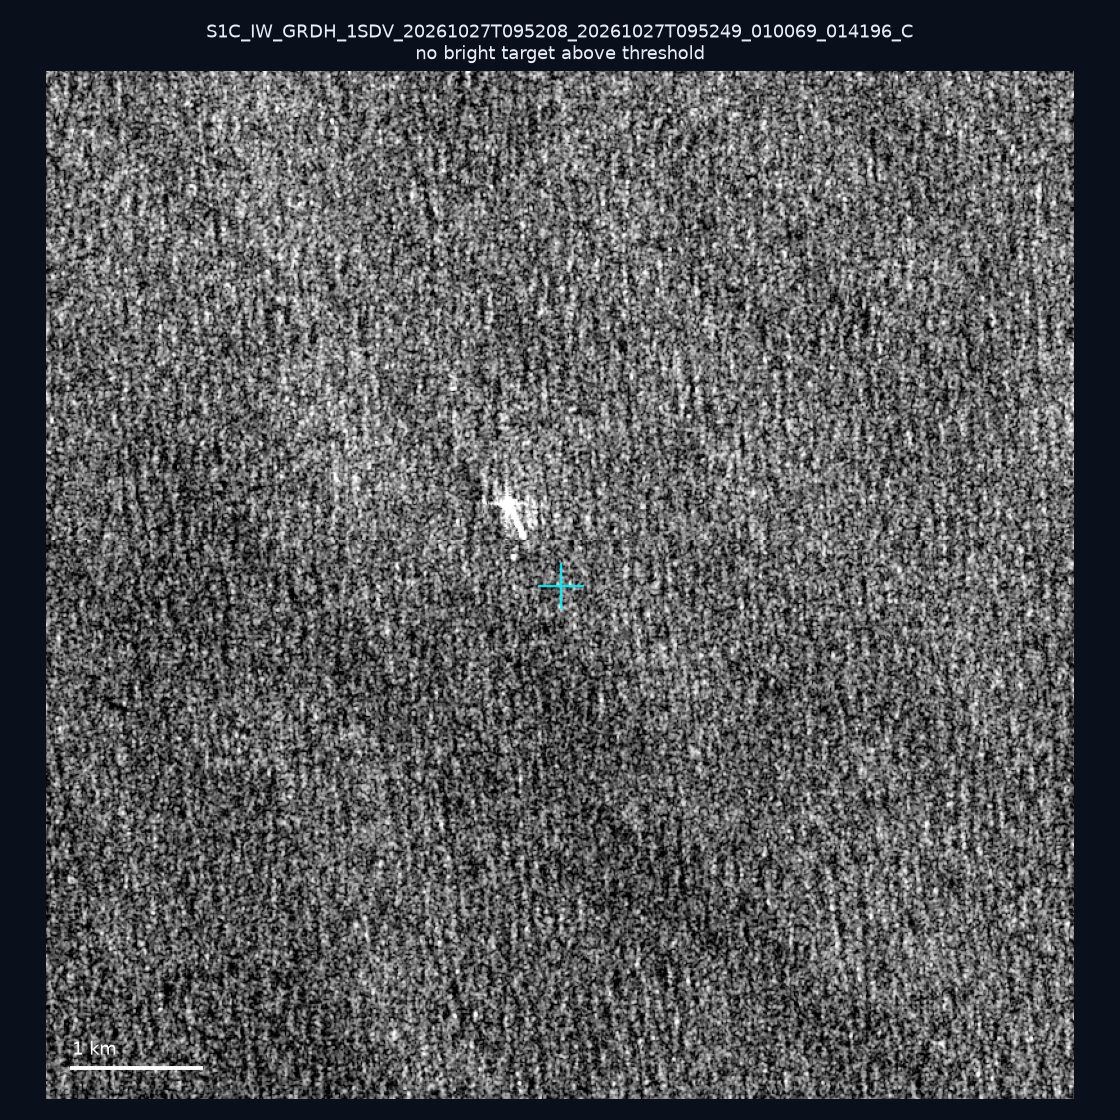 S1C_IW_GRDH_1SDV_20261027T095208_20261027T095249_010069_014196_C
no bright target above threshold
1 km